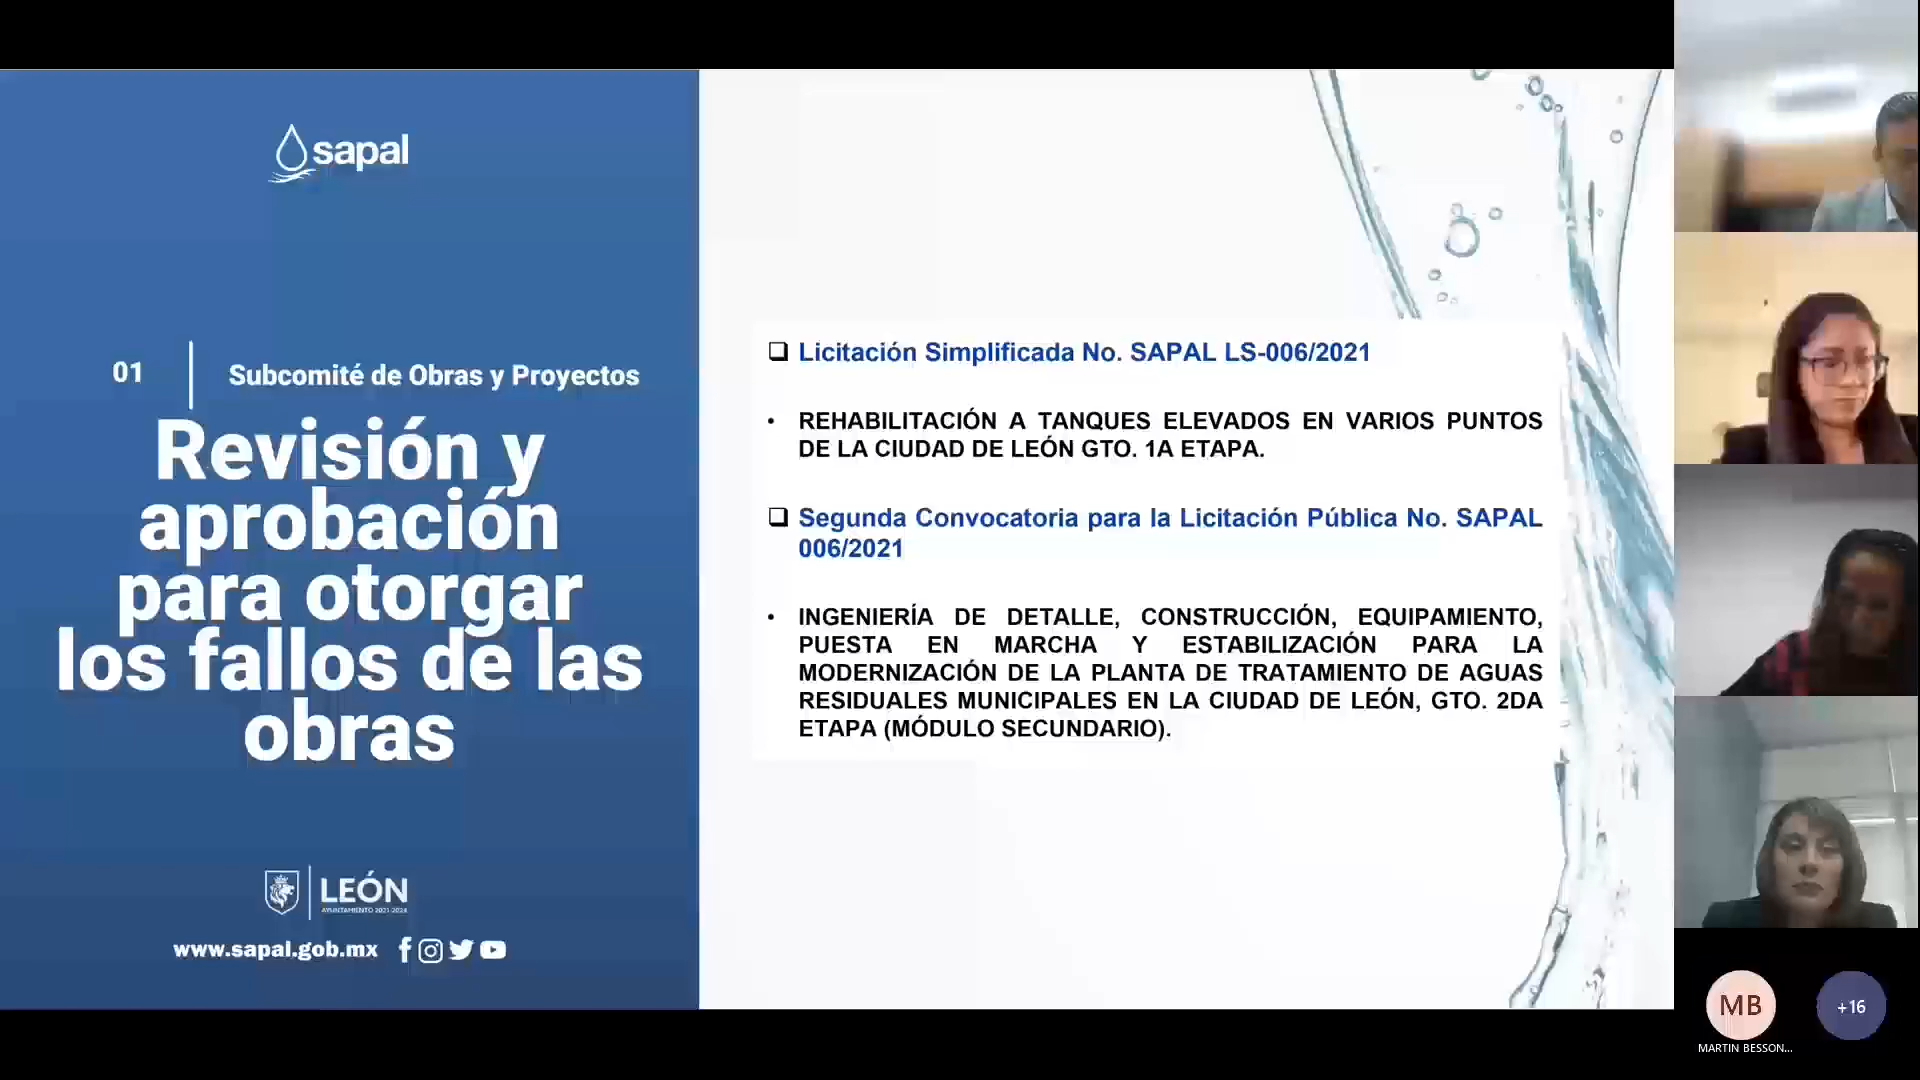 sapal
01
Subcomité de Obras y Proyectos
Revisión y
aprobación
para otorgar
los fallos de las
obras
LEÓN
AYUNTAMIENTO 2021-2024
www.sapal.gob.mx
Licitación Simplificada No. SAPAL LS-006/2021
• REHABILITACIÓN A TANQUES ELEVADOS EN VARIOS PUNTOS
DE LA CIUDAD DE LEÓN GTO. 1A ETAPA.
Segunda Convocatoria para la Licitación Pública No. SAPAL
006/2021
• INGENIERÍA DE DETALLE, CONSTRUCCIÓN, EQUIPAMIENTO,
PUESTA EN MARCHA Y ESTABILIZACIÓN PARA LA
MODERNIZACIÓN DE LA PLANTA DE TRATAMIENTO DE AGUAS
RESIDUALES MUNICIPALES EN LA CIUDAD DE LEÓN, GTO. 2DA
ETAPA (MÓDULO SECUNDARIO).
MB
+16
MARTIN BESSON...